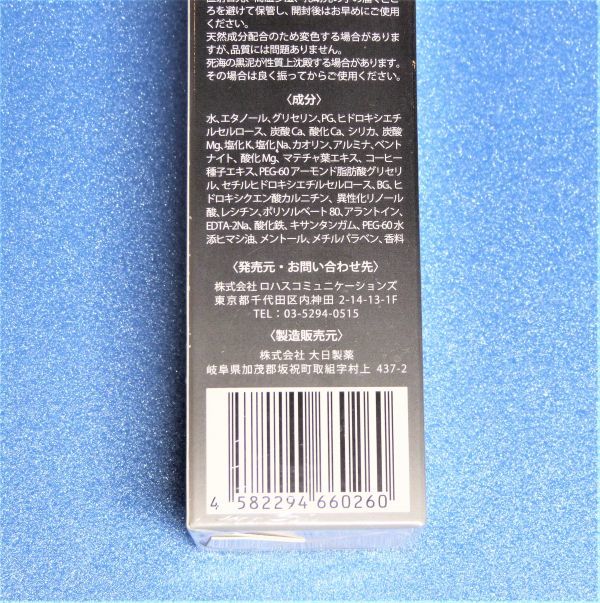 ろを避けて保管し、開封後はお早めにご使用
ください。
天然成分配合のため変色する場合がありま
すが、品質には問題ありません。
死海の黒泥が性質上沈殿する場合があります。
その場合は良く振ってからご使用ください。
〈成分〉
水、エタノール、グリセリン、PG、ヒドロキシエチ
ルセルロース、炭酸Ca、酸化Ca、シリカ、炭酸
Mg、塩化K、塩化Na、カオリン、アルミナ、ベント
ナイト、酸化Mg、マテチャ葉エキス、コーヒー
種子エキス、PEG-60アーモンド脂肪酸グリセリ
ル、セチルヒドロキシエチルセルロース、BG、ヒ
ドロキシクエン酸カルニチン、異性化リノール
酸、レシチン、ポリソルベート80、アラントイン、
EDTA-2Na、酸化鉄、キサンタンガム、PEG-60水
添ヒマシ油、メントール、メチルパラベン、香料
〈発売元・お問い合わせ先〉
株式会社 ロハスコミュニケーションズ
東京都千代田区内神田 2-14-13-1F
TEL : 03-5294-0515
〈製造販売元〉
株式会社 大日製薬
岐阜県加茂郡坂祝町取組字村上 437-2
4 582294 660260